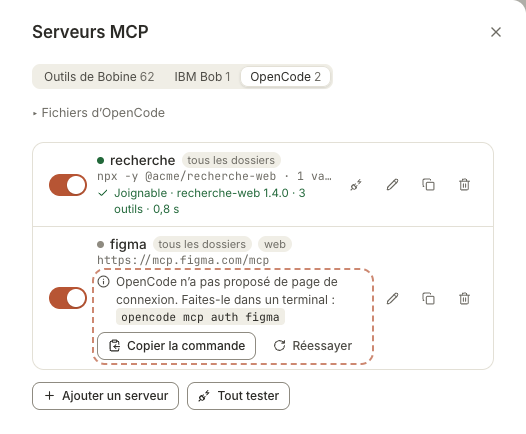 Serveurs MCP
Outils de Bobine 62 IBM Bob 1 OpenCode 2
Fichiers d’OpenCode
recherche tous les dossiers
npx -y @acme/recherche-web · 1 va…
Joignable · recherche-web 1.4.0 · 3
outils · 0,8 s
figma tous les dossiers web
https://mcp.figma.com/mcp
OpenCode n’a pas proposé de page de
connexion. Faites-le dans un terminal :
opencode mcp auth figma
Copier la commande Réessayer
Ajouter un serveur Tout tester